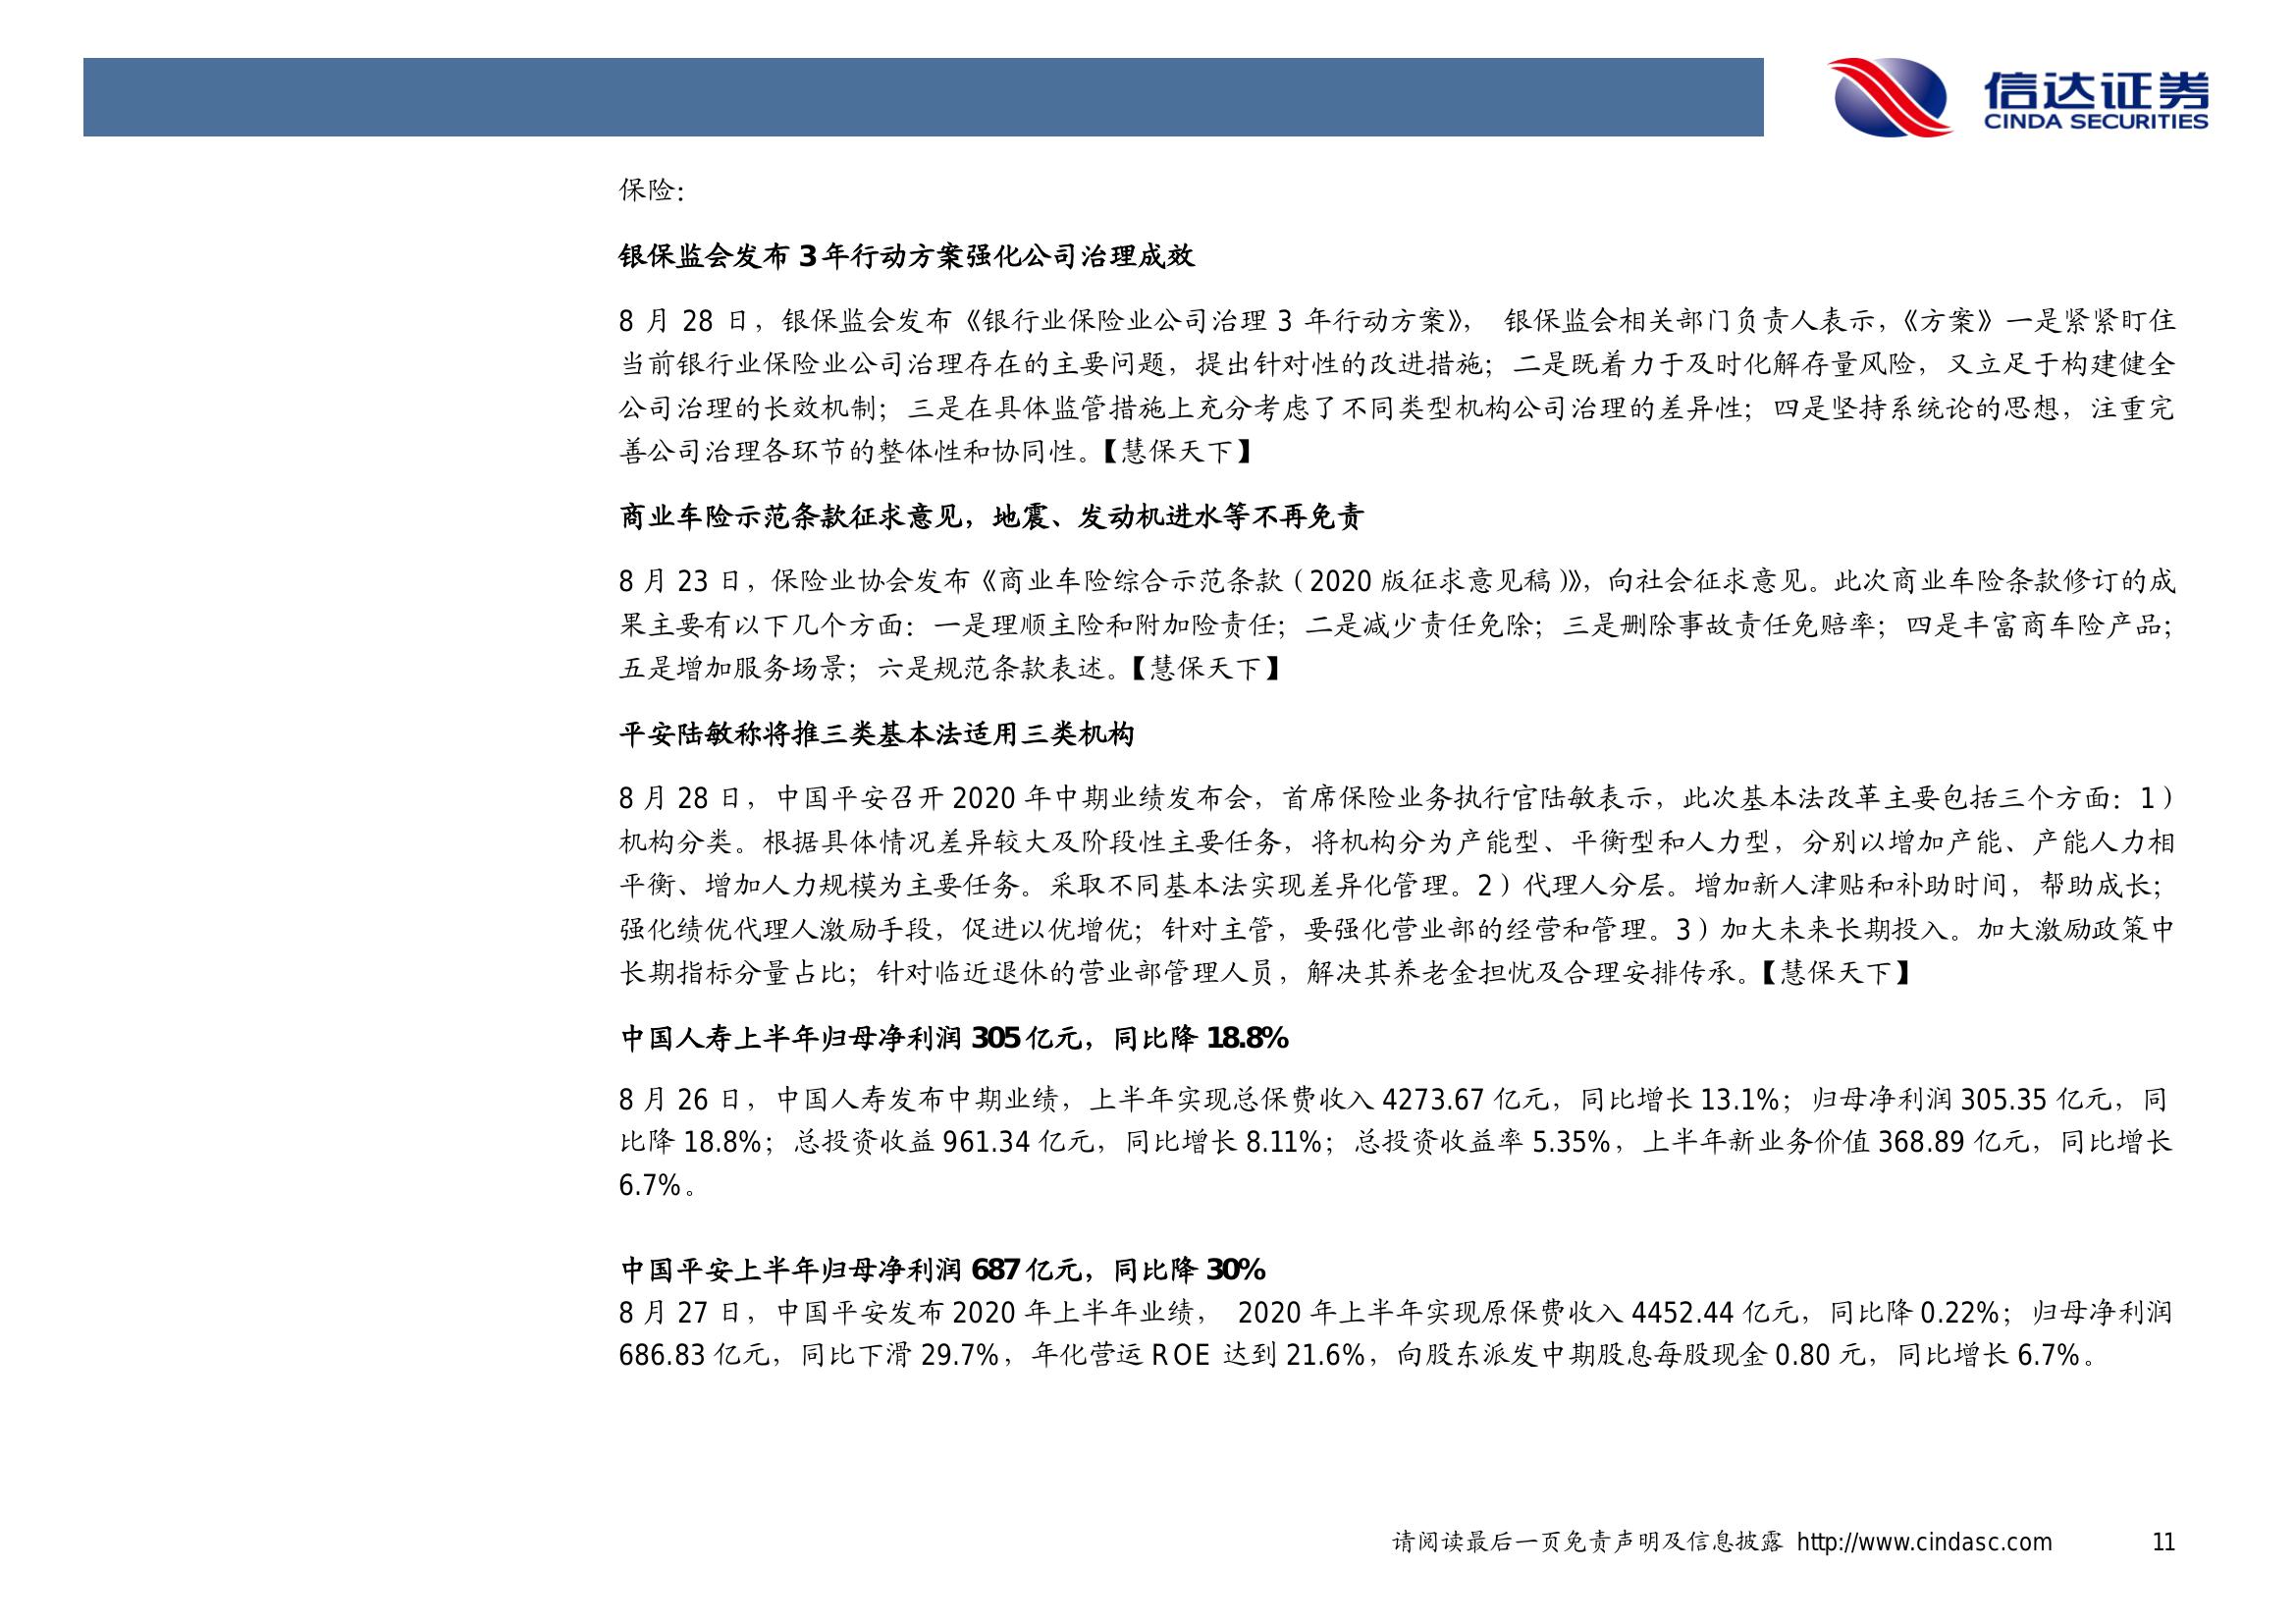 信达证券
CINDA SECURITIES
保险：
银保监会发布 3 年行动方案强化公司治理成效
8 月 28 日，银保监会发布《银行业保险业公司治理 3 年行动方案》， 银保监会相关部门负责人表示，《方案》一是紧紧盯住
当前银行业保险业公司治理存在的主要问题，提出针对性的改进措施；二是既着力于及时化解存量风险，又立足于构建健全
公司治理的长效机制；三是在具体监管措施上充分考虑了不同类型机构公司治理的差异性；四是坚持系统论的思想，注重完
善公司治理各环节的整体性和协同性。【慧保天下】
商业车险示范条款征求意见，地震、发动机进水等不再免责
8 月 23 日，保险业协会发布《商业车险综合示范条款（2020 版征求意见稿）》，向社会征求意见。此次商业车险条款修订的成
果主要有以下几个方面：一是理顺主险和附加险责任；二是减少责任免除；三是删除事故责任免赔率；四是丰富商车险产品；
五是增加服务场景；六是规范条款表述。【慧保天下】
平安陆敏称将推三类基本法适用三类机构
8 月 28 日，中国平安召开 2020 年中期业绩发布会，首席保险业务执行官陆敏表示，此次基本法改革主要包括三个方面：1）
机构分类。根据具体情况差异较大及阶段性主要任务，将机构分为产能型、平衡型和人力型，分别以增加产能、产能人力相
平衡、增加人力规模为主要任务。采取不同基本法实现差异化管理。2）代理人分层。增加新人津贴和补助时间，帮助成长；
强化绩优代理人激励手段，促进以优增优；针对主管，要强化营业部的经营和管理。3）加大未来长期投入。加大激励政策中
长期指标分量占比；针对临近退休的营业部管理人员，解决其养老金担忧及合理安排传承。【慧保天下】
中国人寿上半年归母净利润 305 亿元，同比降 18.8%
8 月 26 日，中国人寿发布中期业绩，上半年实现总保费收入 4273.67 亿元，同比增长 13.1%；归母净利润 305.35 亿元，同
比降 18.8%；总投资收益 961.34 亿元，同比增长 8.11%；总投资收益率 5.35%，上半年新业务价值 368.89 亿元，同比增长
6.7%。
中国平安上半年归母净利润 687 亿元，同比降 30%
8 月 27 日，中国平安发布 2020 年上半年业绩， 2020 年上半年实现原保费收入 4452.44 亿元，同比降 0.22%；归母净利润
686.83 亿元，同比下滑 29.7%，年化营运 ROE 达到 21.6%，向股东派发中期股息每股现金 0.80 元，同比增长 6.7%。
请阅读最后一页免责声明及信息披露 http://www.cindasc.com 11